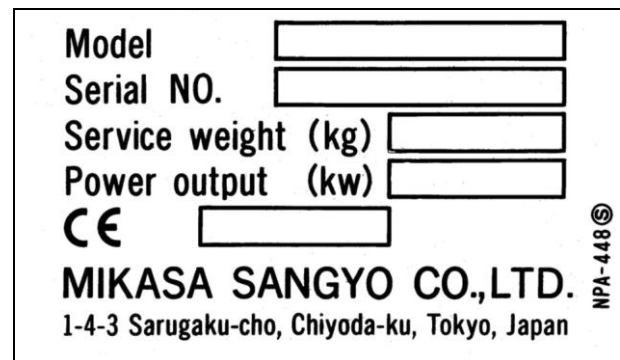 Model
Serial NO.
Service weight (kg)
Power output (kw)
CE
MIKASA SANGYO CO.,LTD.
1-4-3 Sarugaku-cho, Chiyoda-ku, Tokyo, Japan
NPA-448Ⓢ